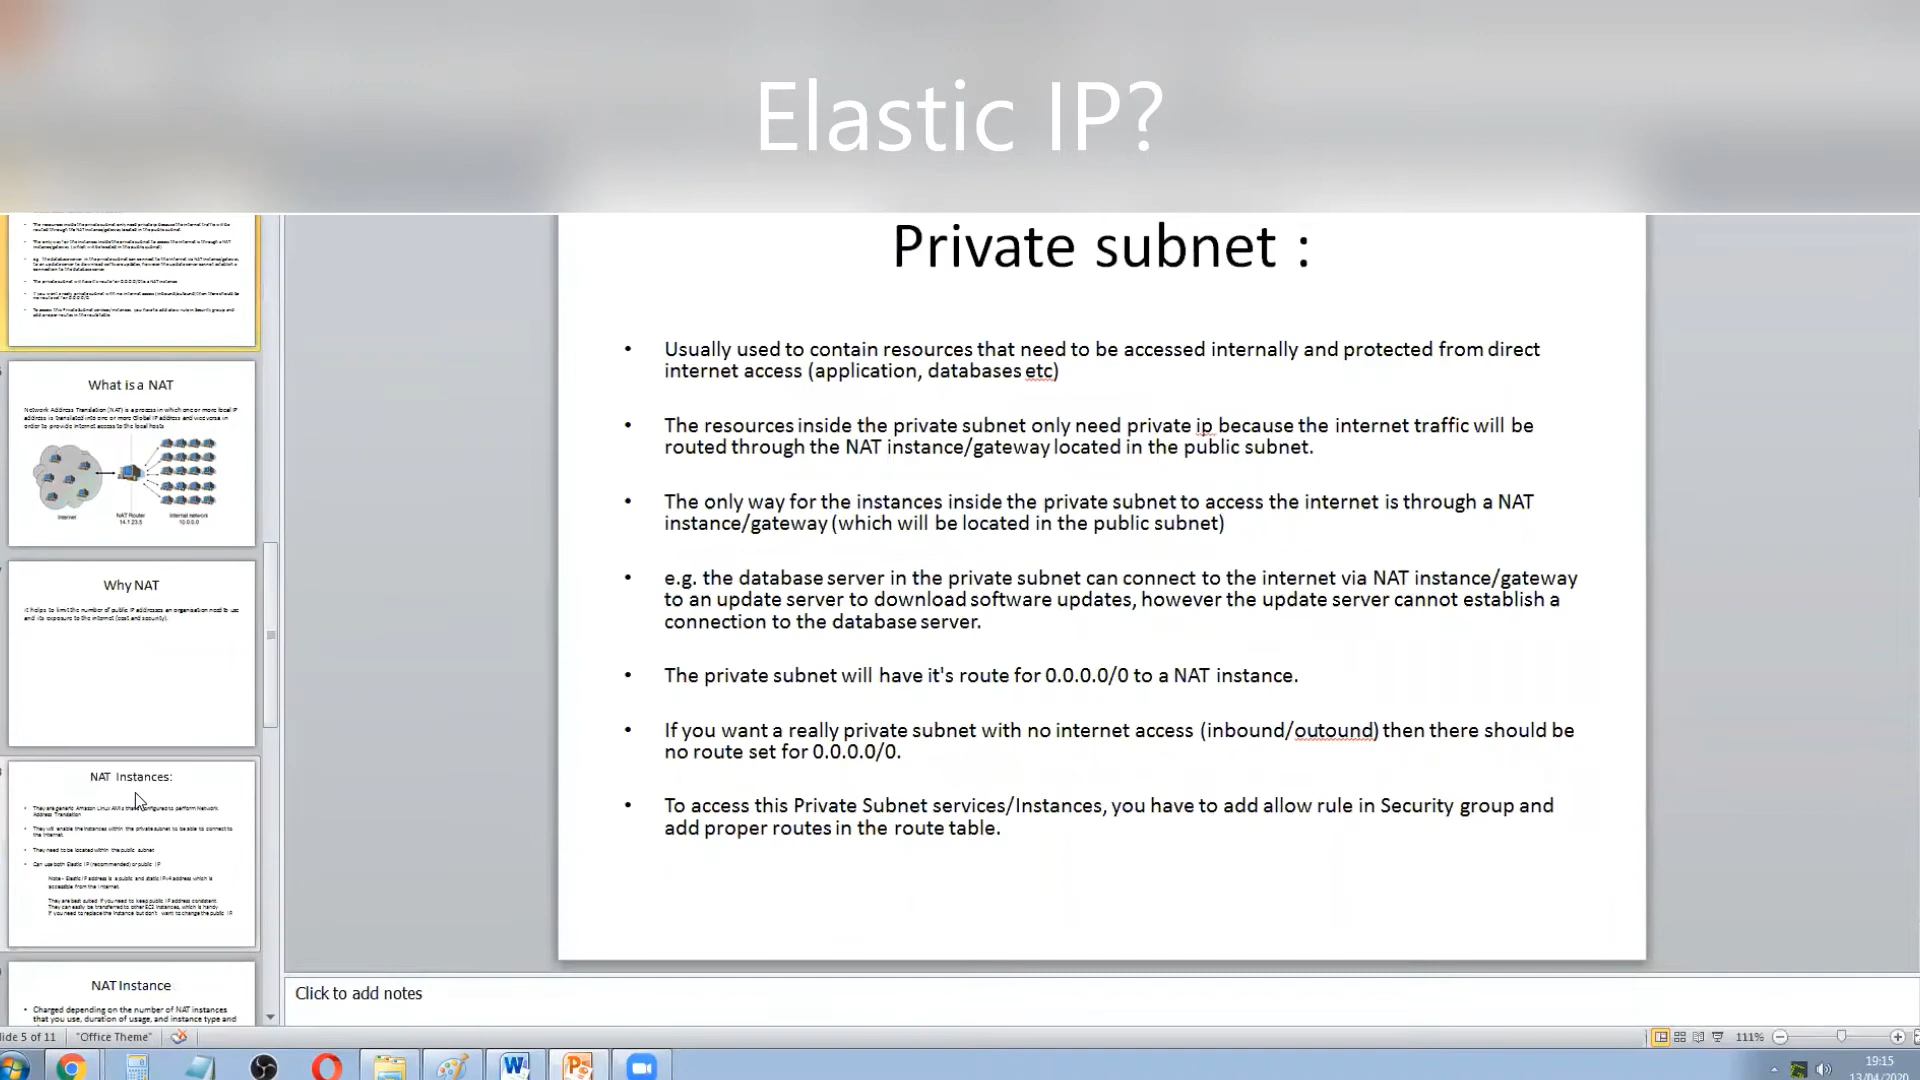 Elastic IP?
Private subnet :
• Usually used to contain resources that need to be accessed internally and protected from direct
internet access (application, databases etc)
• The resources inside the private subnet only need private ip because the internet traffic will be
routed through the NAT instance/gateway located in the public subnet.
• The only way for the instances inside the private subnet to access the internet is through a NAT
instance/gateway (which will be located in the public subnet)
• e.g. the database server in the private subnet can connect to the internet via NAT instance/gateway
to an update server to download software updates, however the update server cannot establish a
connection to the database server.
• The private subnet will have it's route for 0.0.0.0/0 to a NAT instance.
• If you want a really private subnet with no internet access (inbound/outound) then there should be
no route set for 0.0.0.0/0.
• To access this Private Subnet services/Instances, you have to add allow rule in Security group and
add proper routes in the route table.
What is a NAT
Network Address Translation (NAT) is a process in which one or more local IP
address is translated into one or more Global IP address and vice versa in
order to provide internet access to the local hosts
Internet
NAT Router
14.1.23.5
Internal network
10.0.0.0
Why NAT
It helps to limit the number of public IP addresses an organisation need to use
and its exposure to the internet (cost and security).
NAT Instances:
• They are generic Amazon Linux AMIs configured to perform Network
Address Translation
• They will enable the instances within the private subnet to be able to connect to
the internet.
• They need to be located within the public subnet
• Can use both Elastic IP (recommended) or public IP
Note - Elastic IP address is a public and static IPv4 address which is
accessible from the Internet.
They are best suited if you need to keep public IP address consistent.
They can easily be transferred to other EC2 instances, which is handy
if you need to replace the instance but don't want to change the public IP
NAT Instance
• Charged depending on the number of NAT instances
that you use, duration of usage, and instance type and
Click to add notes
lide 5 of 11
"Office Theme"
111%
19:15
13/04/2020